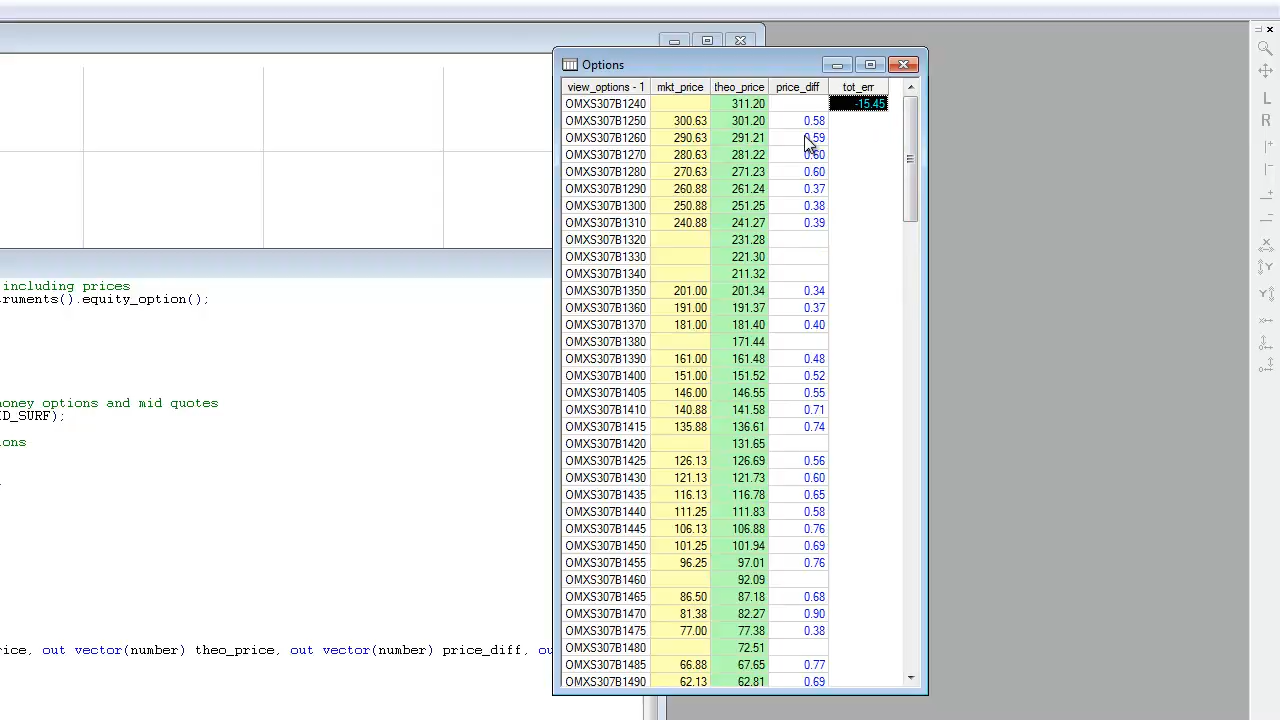 Options
view_options - 1 mkt_price theo_price price_diff tot_err
OMXS307B1240 311.20 -15.45
OMXS307B1250 300.63 301.20 0.58
OMXS307B1260 290.63 291.21 0.59
OMXS307B1270 280.63 281.22 0.60
OMXS307B1280 270.63 271.23 0.60
OMXS307B1290 260.88 261.24 0.37
OMXS307B1300 250.88 251.25 0.38
OMXS307B1310 240.88 241.27 0.39
OMXS307B1320 231.28
OMXS307B1330 221.30
OMXS307B1340 211.32
OMXS307B1350 201.00 201.34 0.34
OMXS307B1360 191.00 191.37 0.37
OMXS307B1370 181.00 181.40 0.40
OMXS307B1380 171.44
OMXS307B1390 161.00 161.48 0.48
OMXS307B1400 151.00 151.52 0.52
OMXS307B1405 146.00 146.55 0.55
OMXS307B1410 140.88 141.58 0.71
OMXS307B1415 135.88 136.61 0.74
OMXS307B1420 131.65
OMXS307B1425 126.13 126.69 0.56
OMXS307B1430 121.13 121.73 0.60
OMXS307B1435 116.13 116.78 0.65
OMXS307B1440 111.25 111.83 0.58
OMXS307B1445 106.13 106.88 0.76
OMXS307B1450 101.25 101.94 0.69
OMXS307B1455 96.25 97.01 0.76
OMXS307B1460 92.09
OMXS307B1465 86.50 87.18 0.68
OMXS307B1470 81.38 82.27 0.90
OMXS307B1475 77.00 77.38 0.38
OMXS307B1480 72.51
OMXS307B1485 66.88 67.65 0.77
OMXS307B1490 62.13 62.81 0.69
including prices
ruments().equity_option();
oney options and mid quotes
ID_SURF);
ions
rice, out vector(number) theo_price, out vector(number) price_diff, ou
L
R
X
Y
Y